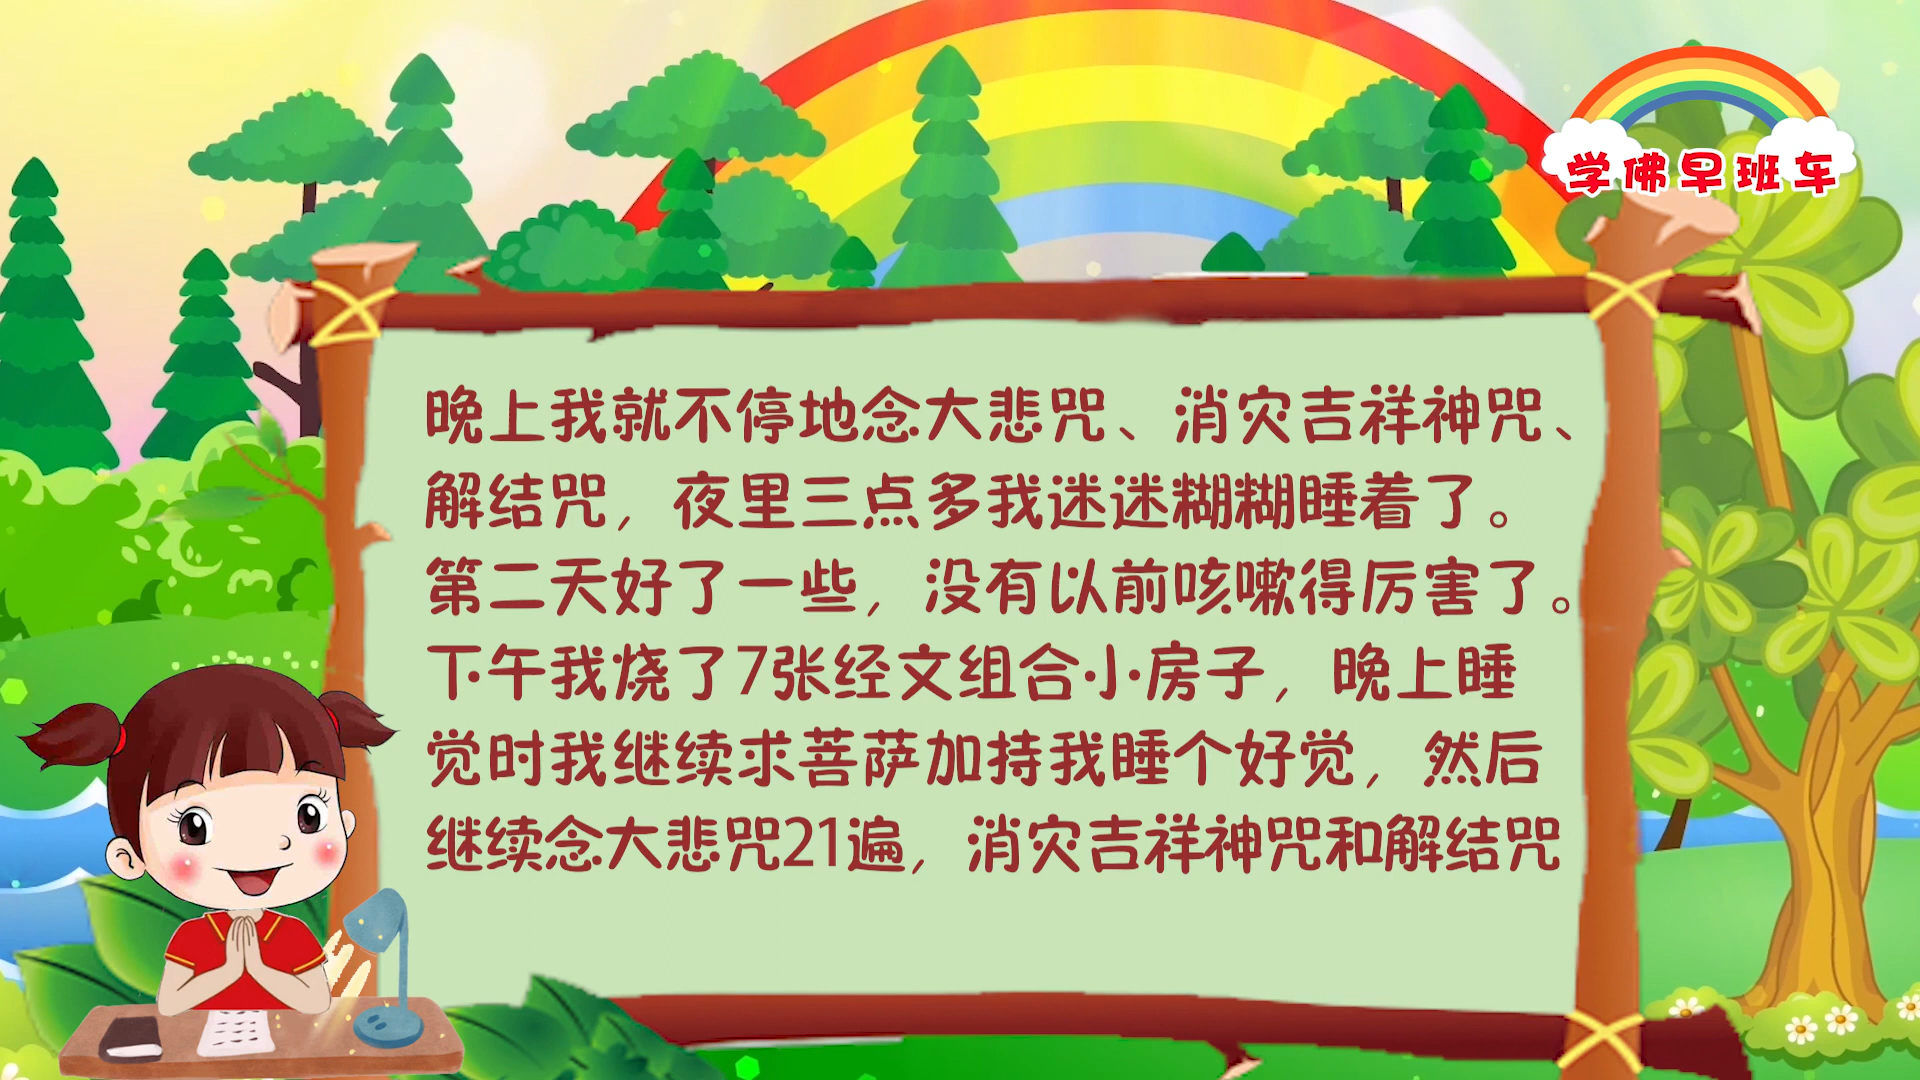 学佛早班车
晚上我就不停地念大悲咒、消灾吉祥神咒、
解结咒，夜里三点多我迷迷糊糊睡着了。
第二天好了一些，没有以前咳嗽得厉害了。
下午我烧了7张经文组合小房子，晚上睡
觉时我继续求菩萨加持我睡个好觉，然后
继续念大悲咒21遍，消灾吉祥神咒和解结咒